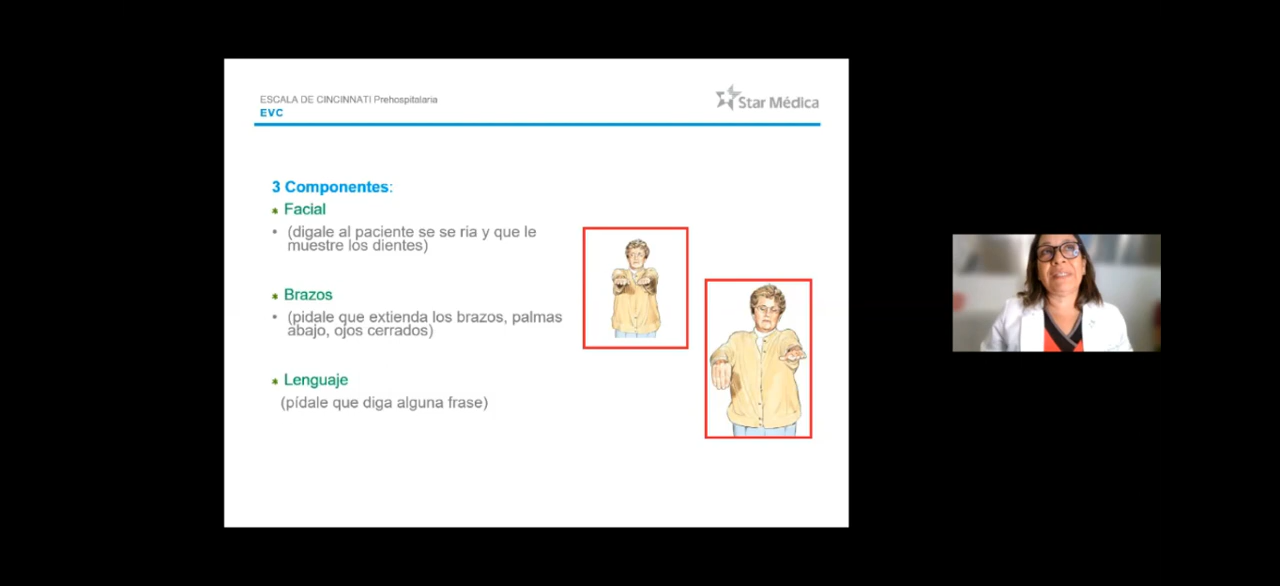 ESCALA DE CINCINNATI Prehospitalaria
EVC
Star Médica
3 Componentes:
Facial
(digale al paciente se se ria y que le
muestre los dientes)
Brazos
(pidale que extienda los brazos, palmas
abajo, ojos cerrados)
Lenguaje
(pídale que diga alguna frase)